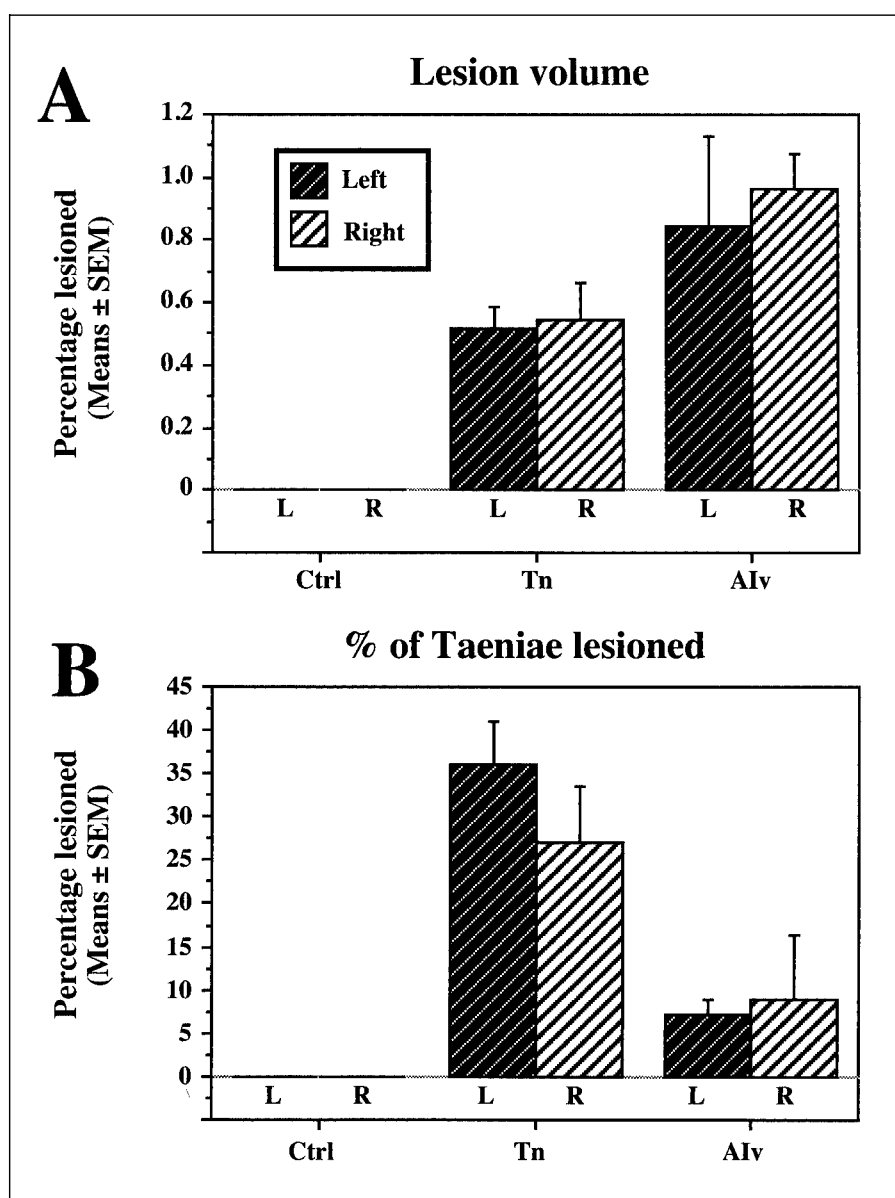 A
Lesion volume
Percentage lesioned
(Means ± SEM)
1.2
1.0
0.8
0.6
0.4
0.2
0
Left
Right
L R L R L R
Ctrl Tn AIv
B
% of Taeniae lesioned
Percentage lesioned
(Means ± SEM)
45
40
35
30
25
20
15
10
5
0
L R L R L R
Ctrl Tn AIv